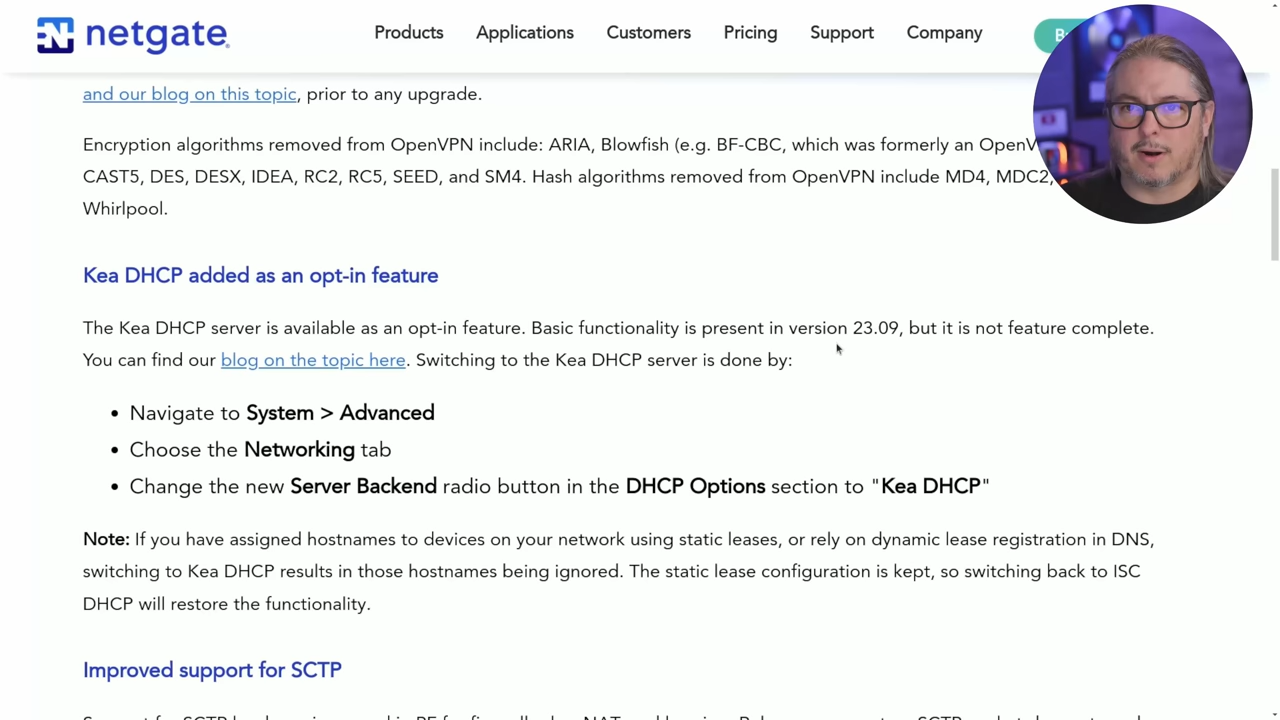 netgate
Products Applications Customers Pricing Support Company
and our blog on this topic, prior to any upgrade.
Encryption algorithms removed from OpenVPN include: ARIA, Blowfish (e.g. BF-CBC, which was formerly an
CAST5, DES, DESX, IDEA, RC2, RC5, SEED, and SM4. Hash algorithms removed from OpenVPN include MD4, MDC2,
Whirlpool.
Kea DHCP added as an opt-in feature
The Kea DHCP server is available as an opt-in feature. Basic functionality is present in version 23.09, but it is not feature complete.
You can find our blog on the topic here. Switching to the Kea DHCP server is done by:
• Navigate to System > Advanced
• Choose the Networking tab
• Change the new Server Backend radio button in the DHCP Options section to "Kea DHCP"
Note: If you have assigned hostnames to devices on your network using static leases, or rely on dynamic lease registration in DNS,
switching to Kea DHCP results in those hostnames being ignored. The static lease configuration is kept, so switching back to ISC
DHCP will restore the functionality.
Improved support for SCTP